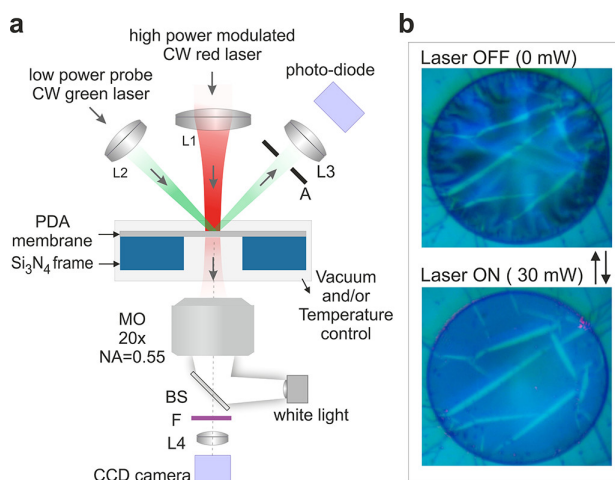 a
high power modulated
CW red laser
low power probe
CW green laser
photo-diode
L1
L2
L3
A
PDA
membrane
Si₃N₄ frame
Vacuum
and/or
Temperature
control
MO
20x
NA=0.55
BS
white light
F
L4
CCD camera
b
Laser OFF (0 mW)
Laser ON ( 30 mW)